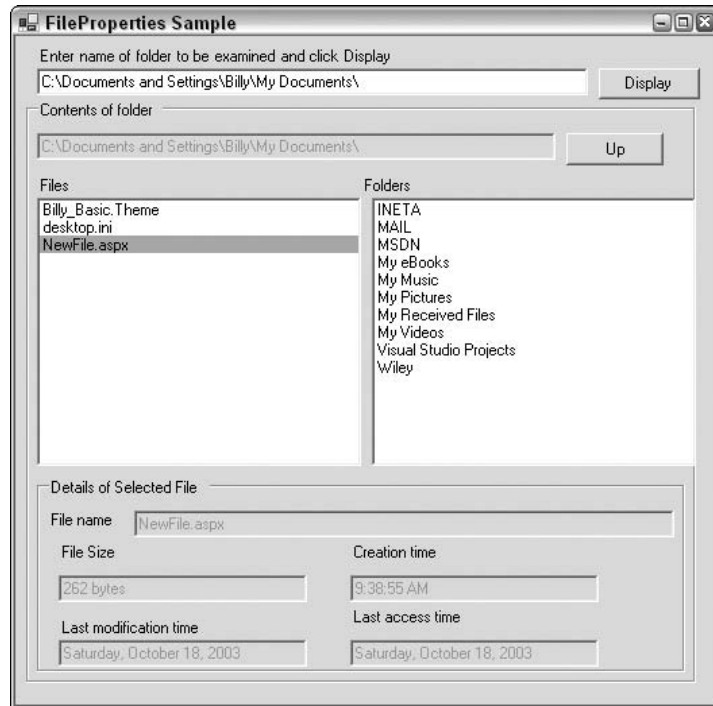 FileProperties Sample
Enter name of folder to be examined and click Display
C:\Documents and Settings\Billy\My Documents\
Display
Contents of folder
C:\Documents and Settings\Billy\My Documents\
Up
Files
Billy_Basic.Theme
desktop.ini
NewFile.aspx
Folders
INETA
MAIL
MSDN
My eBooks
My Music
My Pictures
My Received Files
My Videos
Visual Studio Projects
Wiley
Details of Selected File
File name
NewFile.aspx
File Size
Creation time
262 bytes
9:38:55 AM
Last modification time
Last access time
Saturday, October 18, 2003
Saturday, October 18, 2003